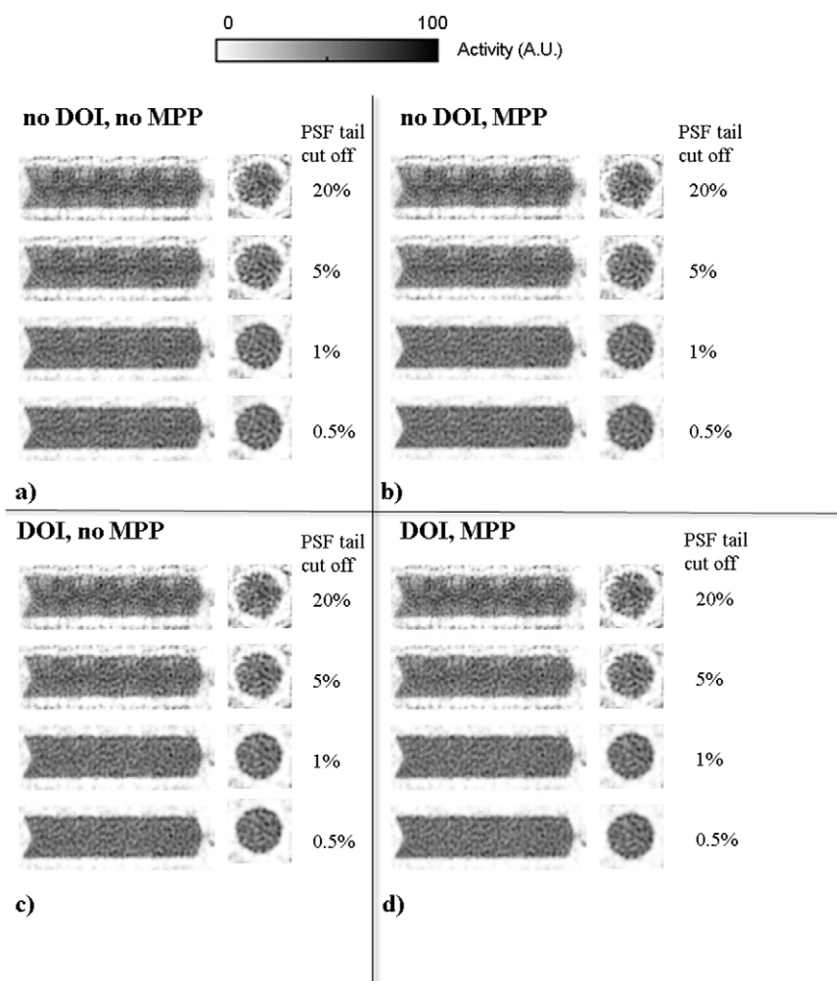 0 100
Activity (A.U.)
no DOI, no MPP
PSF tail
cut off
20%
5%
1%
0.5%
a)
no DOI, MPP
PSF tail
cut off
20%
5%
1%
0.5%
b)
DOI, no MPP
PSF tail
cut off
20%
5%
1%
0.5%
c)
DOI, MPP
PSF tail
cut off
20%
5%
1%
0.5%
d)